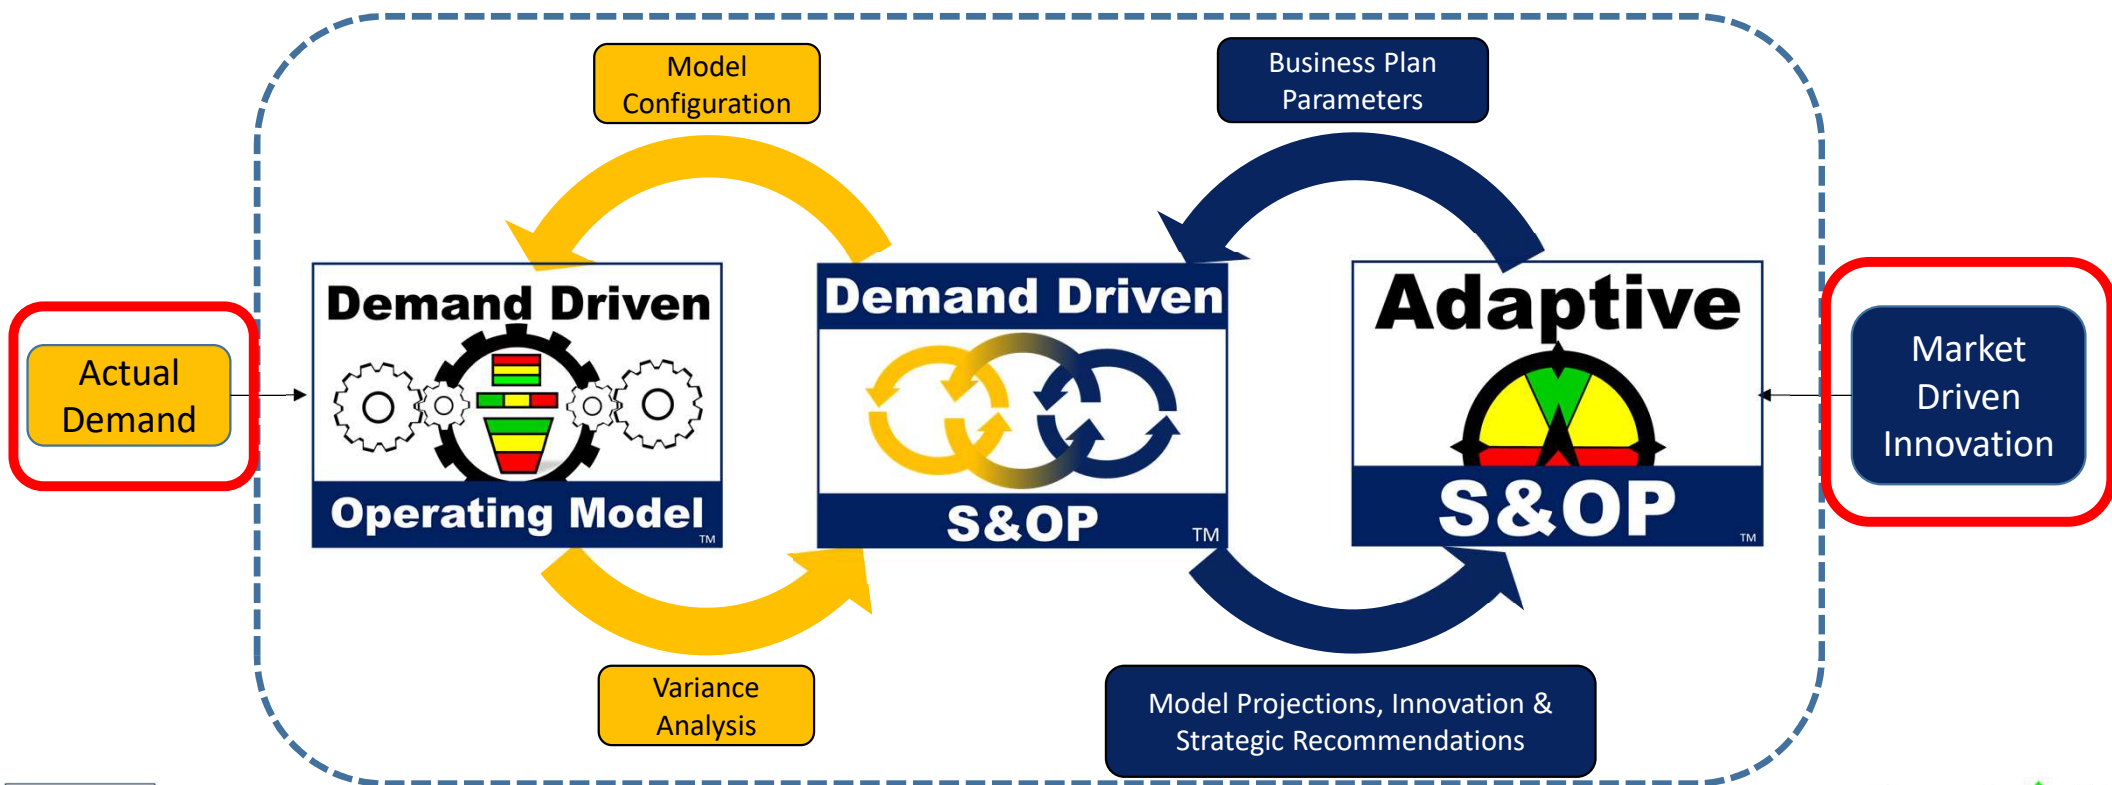 Model
Configuration
Business Plan
Parameters
Actual
Demand
Demand Driven
Operating Model
TM
Demand Driven
S&OP
TM
Adaptive
S&OP
TM
Market
Driven
Innovation
Variance
Analysis
Model Projections, Innovation &
Strategic Recommendations